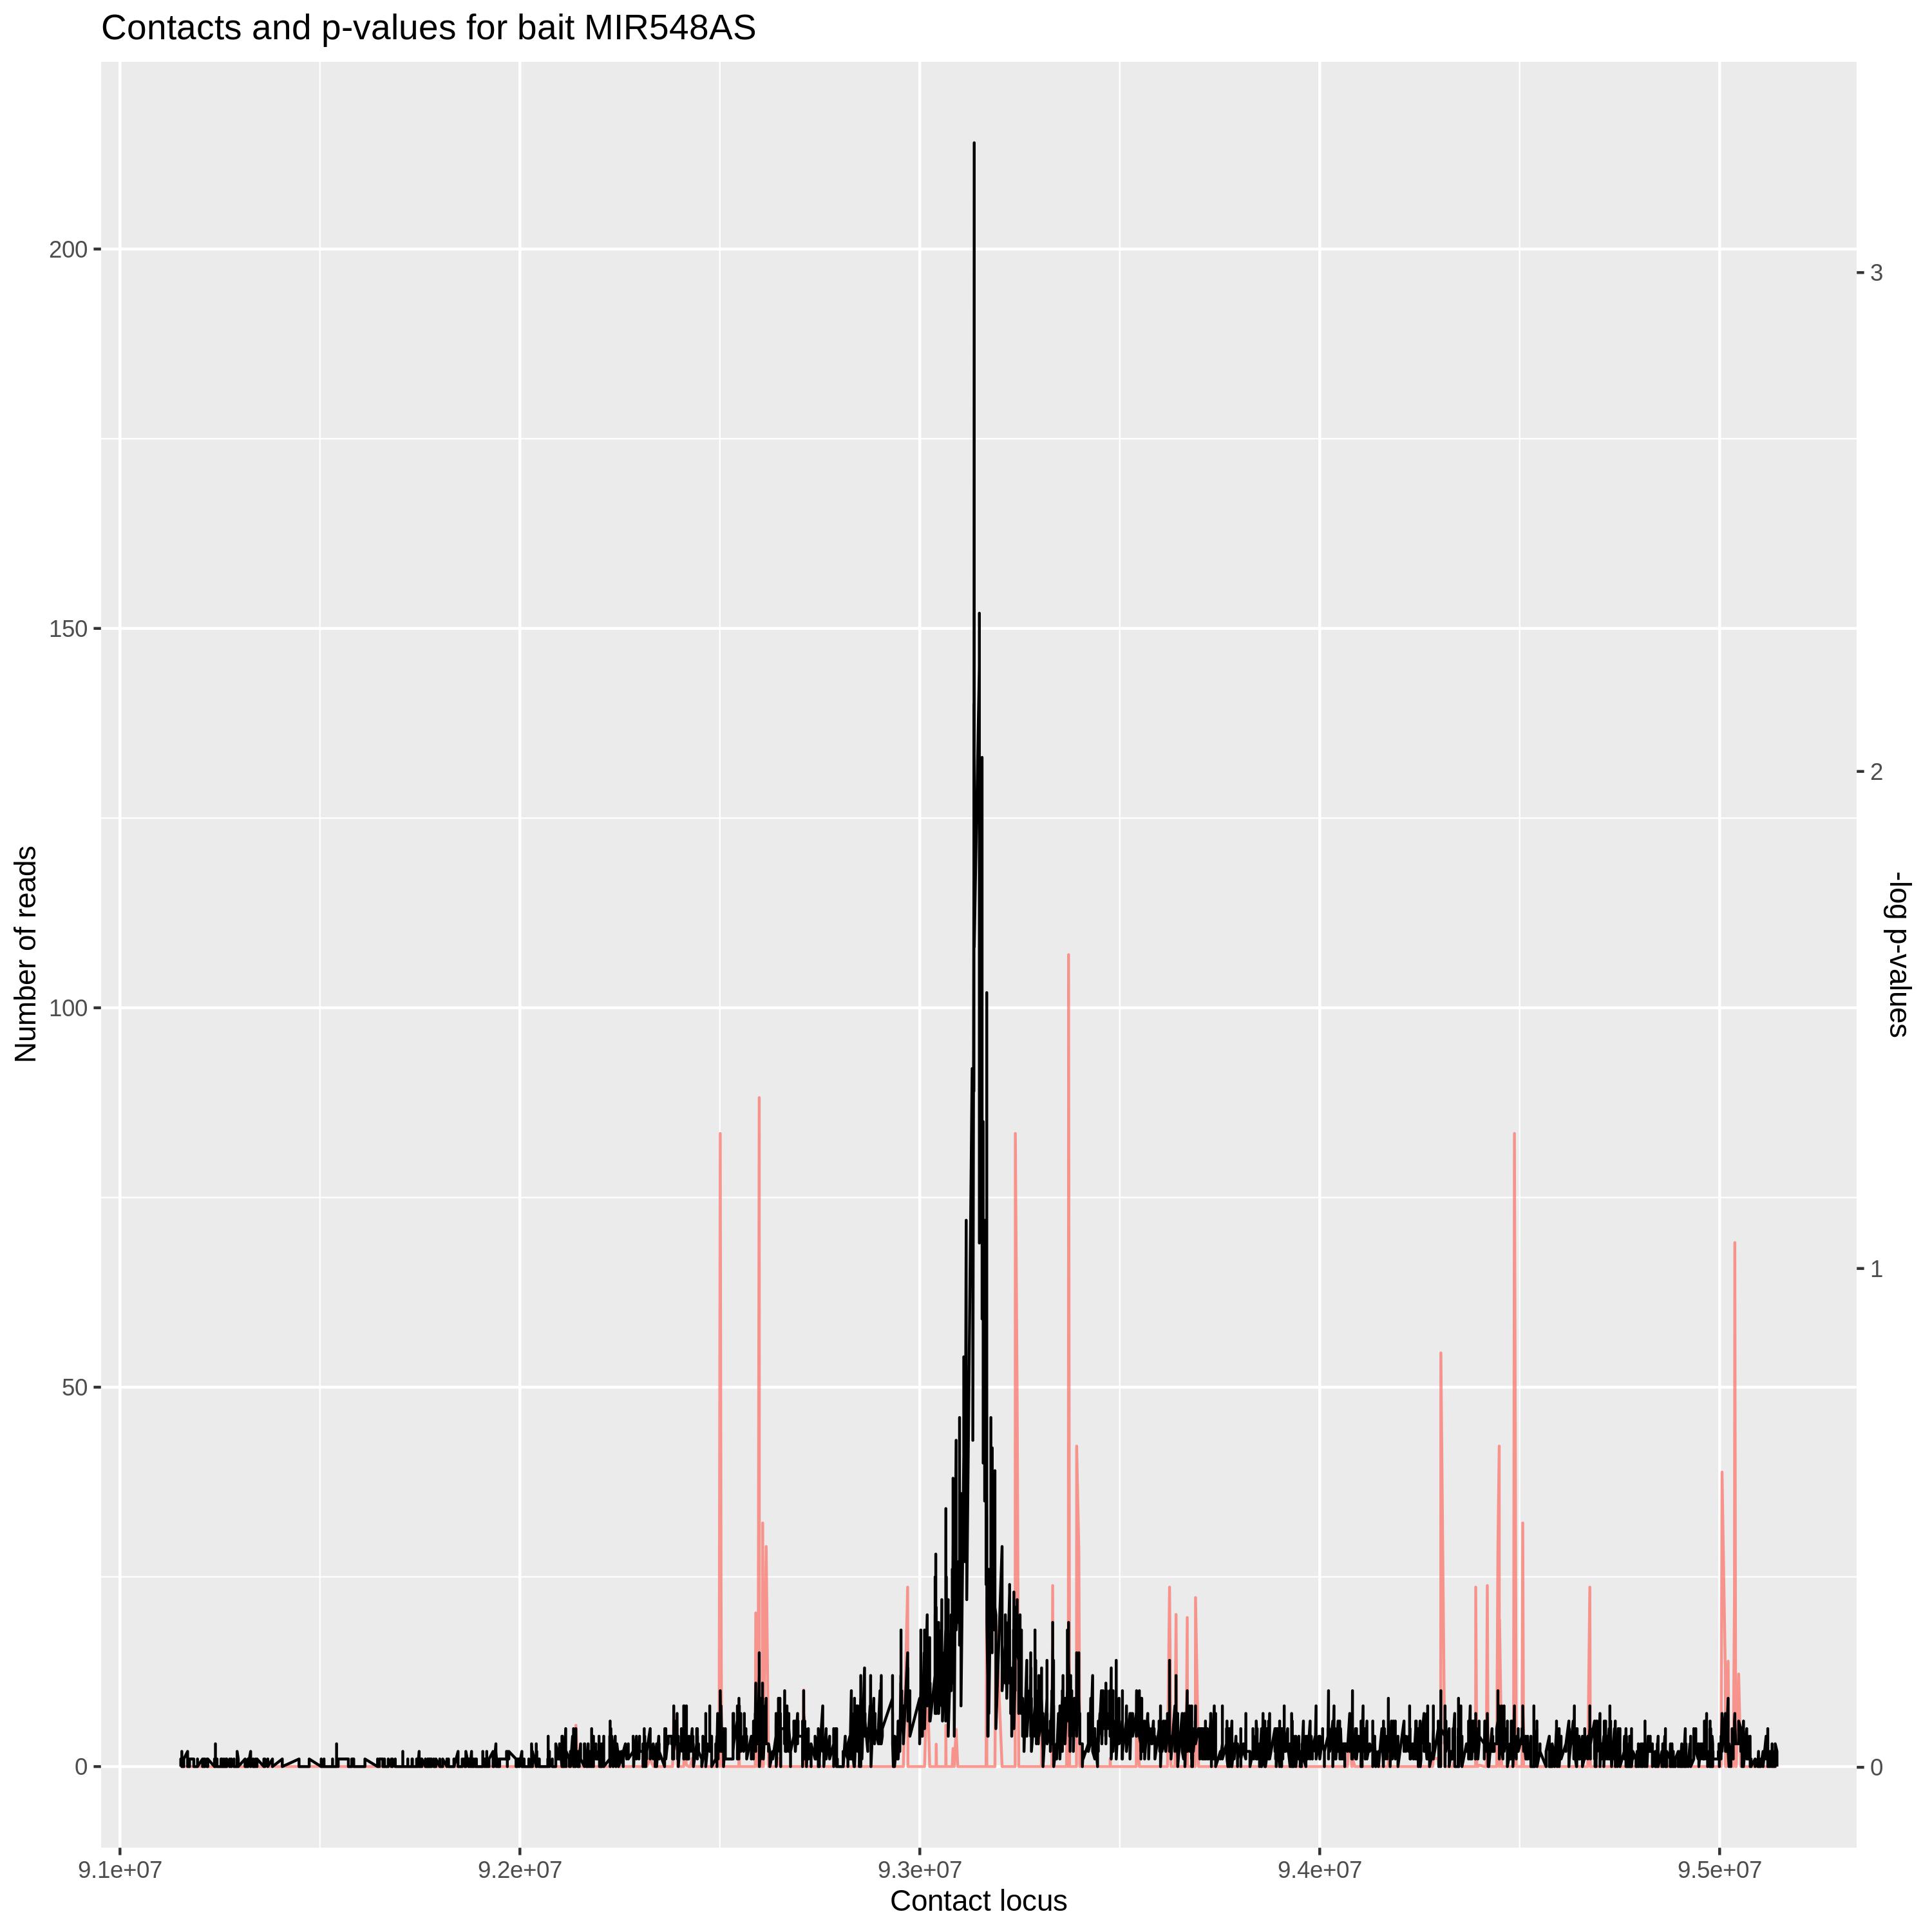 Contacts and p-values for bait MIR548AS
Number of reads
200
150
100
50
0
3
2
1
0
-log p-values
9.1e+07
9.2e+07
9.3e+07
9.4e+07
9.5e+07
Contact locus